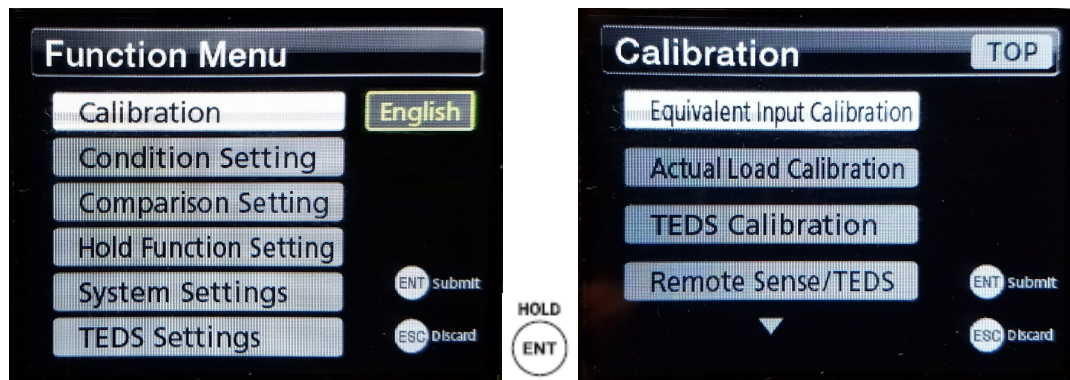 Function Menu
Calibration
English
Condition Setting
Comparison Setting
Hold Function Setting
System Settings
ENT Submit
TEDS Settings
ESC Discard
HOLD
ENT
Calibration
TOP
Equivalent Input Calibration
Actual Load Calibration
TEDS Calibration
Remote Sense/TEDS
ENT Submit
ESC Discard